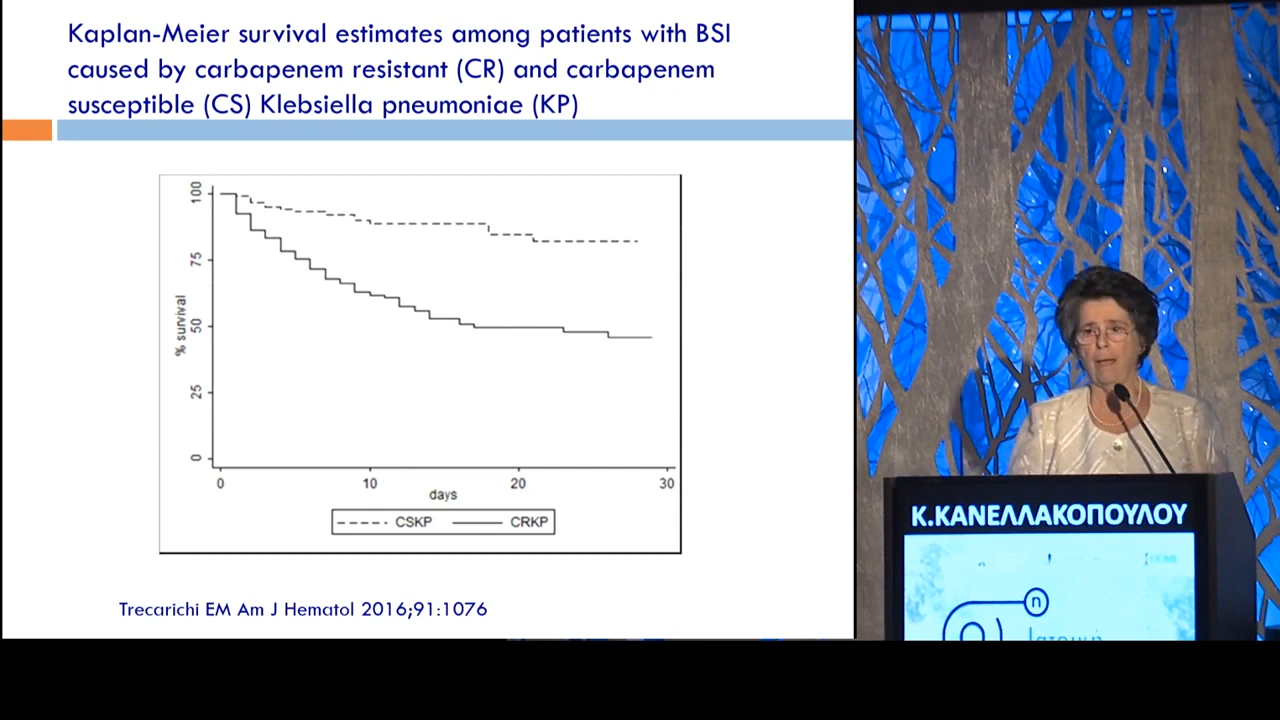 Kaplan-Meier survival estimates among patients with BSI
caused by carbapenem resistant (CR) and carbapenem
susceptible (CS) Klebsiella pneumoniae (KP)
100
75
50
25
0
% survival
0 10 20 30
days
CSKP CRKP
Trecarichi EM Am J Hematol 2016;91:1076
Κ.ΚΑΝΕΛΛΑΚΟΠΟΥΛΟΥ
n